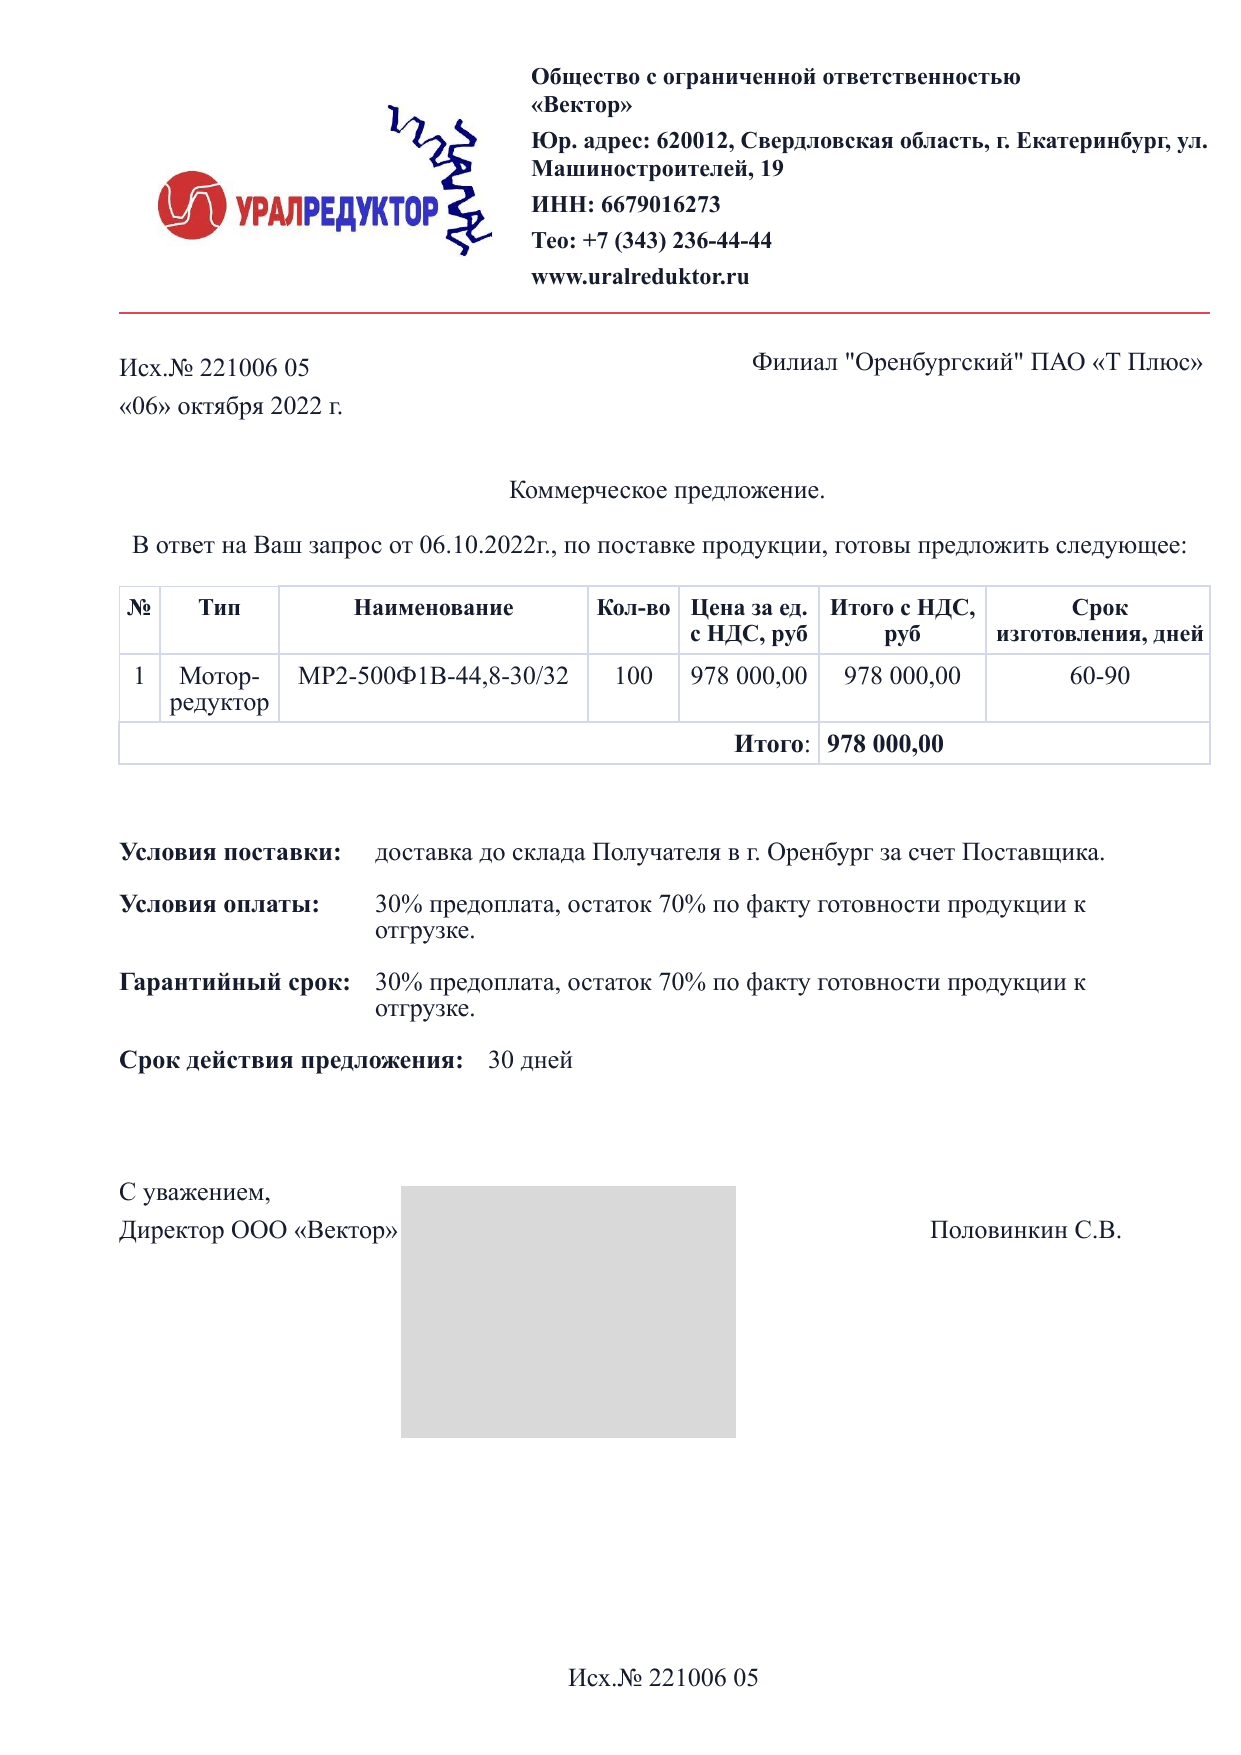 Общество с ограниченной ответственностью
«Вектор»
Юр. адрес: 620012, Свердловская область, г. Екатеринбург, ул.
Машиностроителей, 19
УРАЛРЕДУКТОР
ИНН: 6679016273
Тео: +7 (343) 236-44-44
www.uralreduktor.ru
Исх.№ 221006 05
Филиал "Оренбургский" ПАО «Т Плюс»
«06» октября 2022 г.
Коммерческое предложение.
В ответ на Ваш запрос от 06.10.2022г., по поставке продукции, готовы предложить следующее:
№ Тип Наименование Кол-во Цена за ед. Итого с НДС, Срок
с НДС, руб руб изготовления, дней
1 Мотор- МР2-500Ф1В-44,8-30/32 100 978 000,00 978 000,00 60-90
редуктор
Итого: 978 000,00
Условия поставки: доставка до склада Получателя в г. Оренбург за счет Поставщика.
Условия оплаты: 30% предоплата, остаток 70% по факту готовности продукции к
отгрузке.
Гарантийный срок: 30% предоплата, остаток 70% по факту готовности продукции к
отгрузке.
Срок действия предложения: 30 дней
С уважением,
Директор ООО «Вектор» Половинкин С.В.
Исх.№ 221006 05